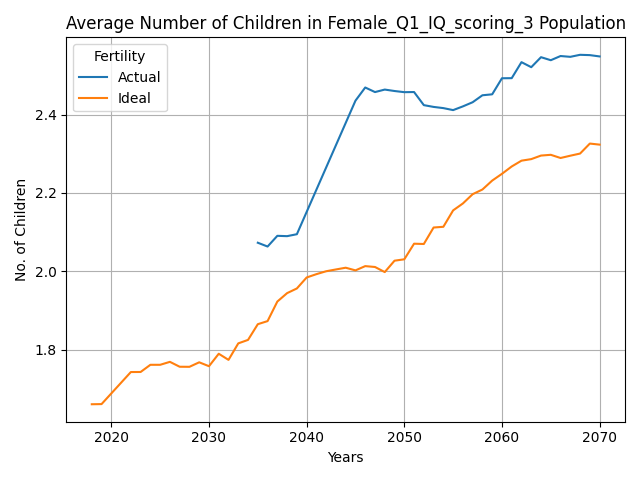 Average Number of Children in Female_Q1_IQ_scoring_3 Population
Fertility
Actual
Ideal
No. of Children
2.4
2.2
2.0
1.8
2020 2030 2040 2050 2060 2070
Years